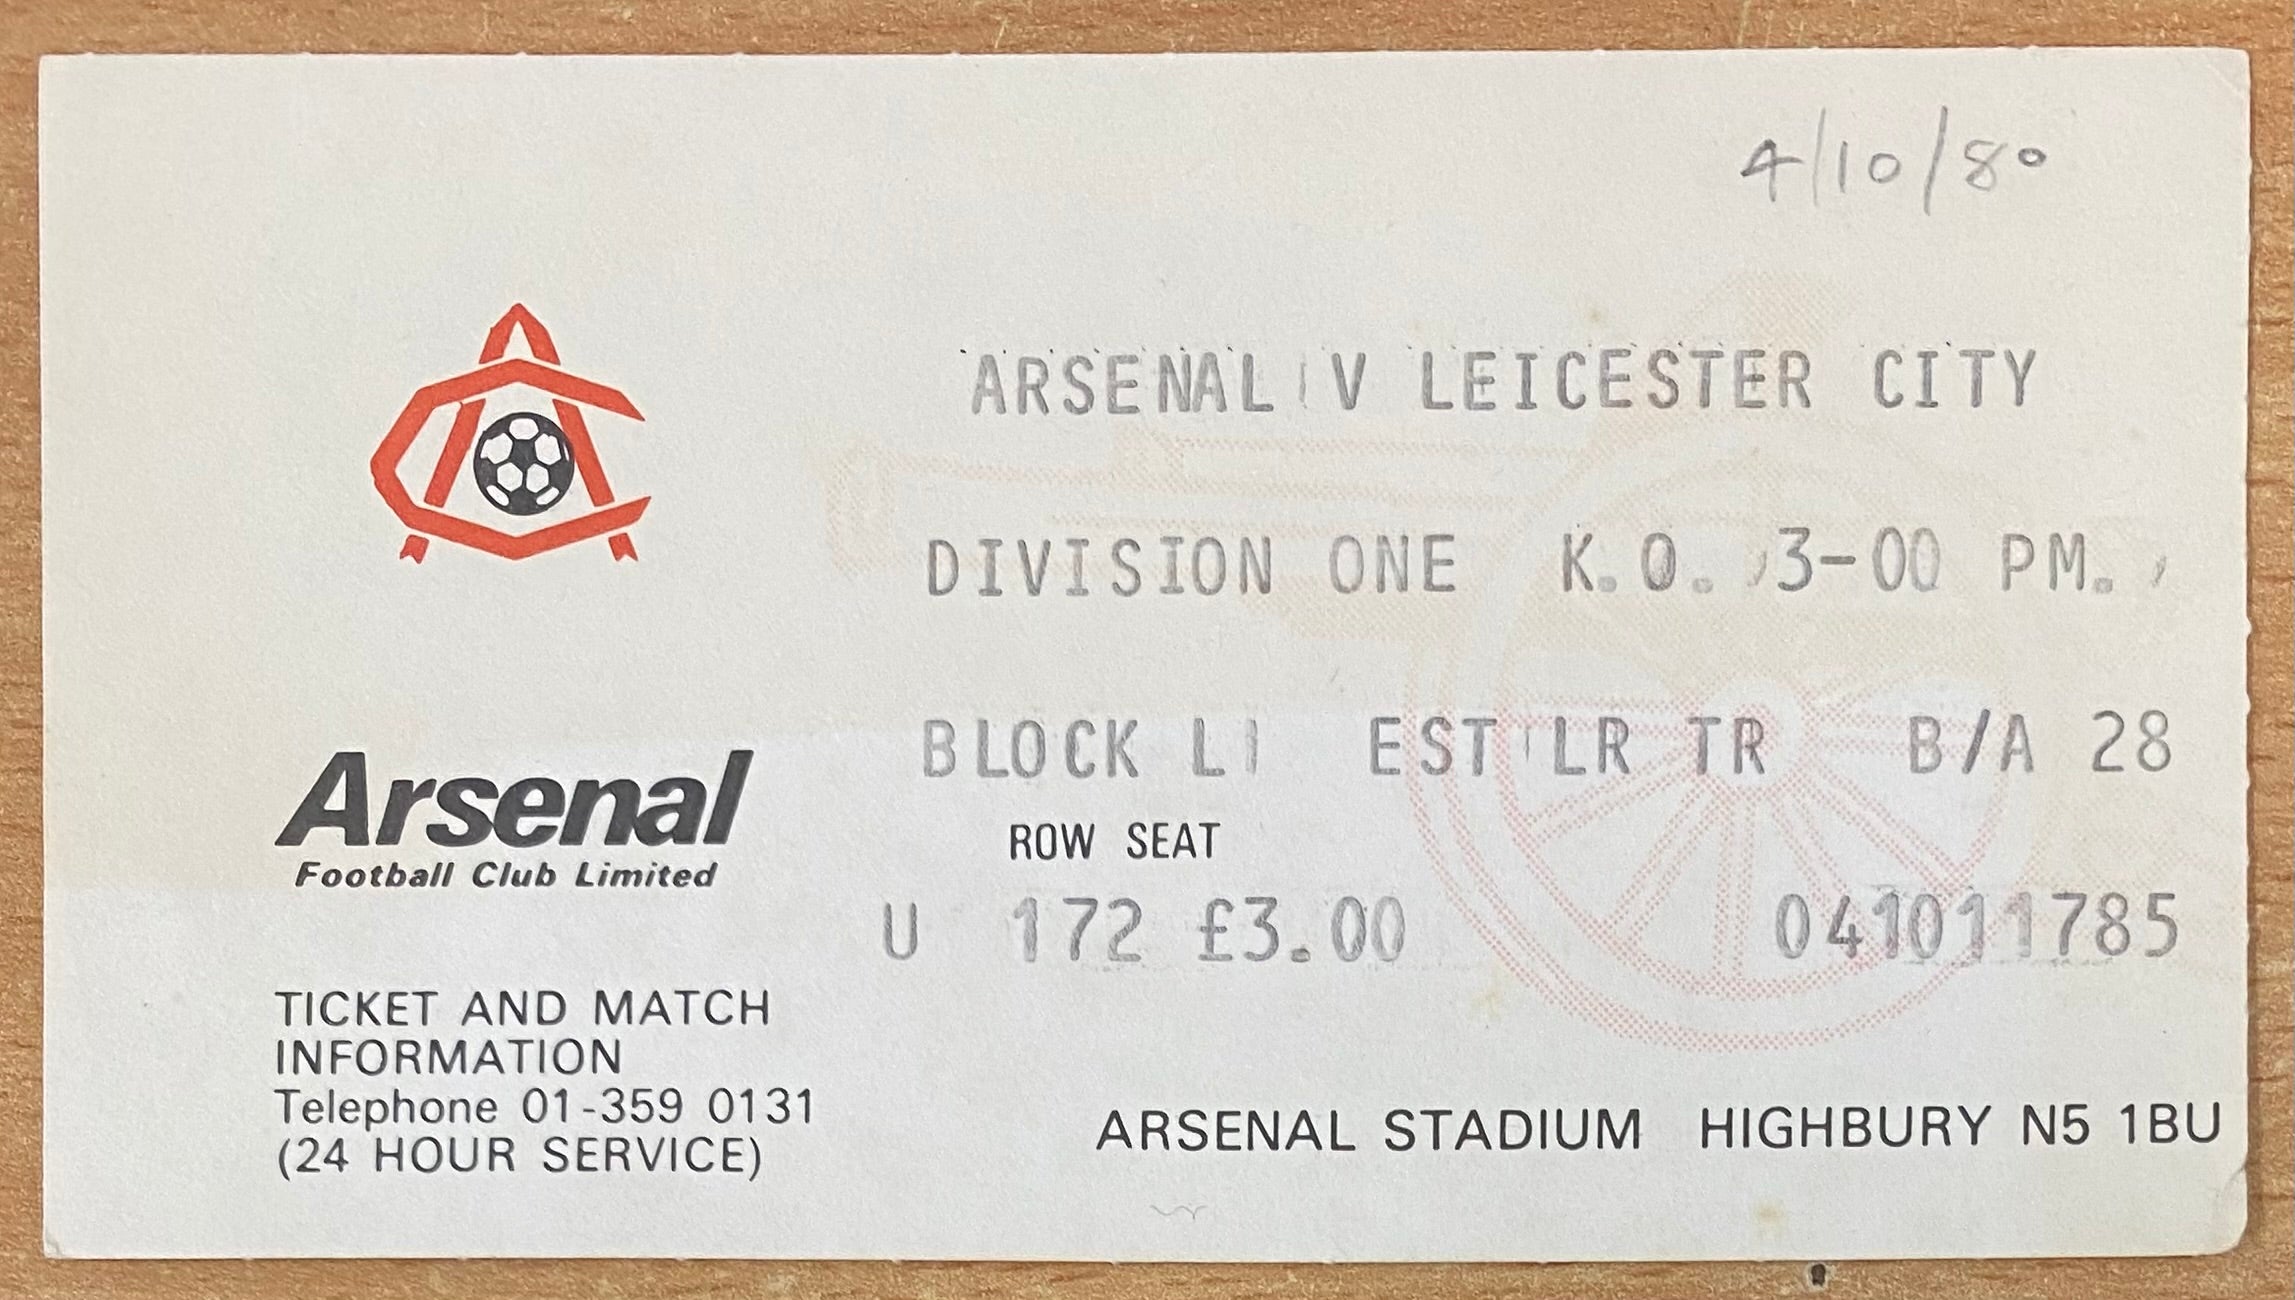 4/10/80
ARSENAL V LEICESTER CITY
DIVISION ONE K.O. 3-00 PM.
BLOCK L EST LR TR B/A 28
ROW SEAT
U 172 £3.00 041011785
Arsenal
Football Club Limited
TICKET AND MATCH
INFORMATION
Telephone 01-359 0131
(24 HOUR SERVICE)
ARSENAL STADIUM HIGHBURY N5 1BU